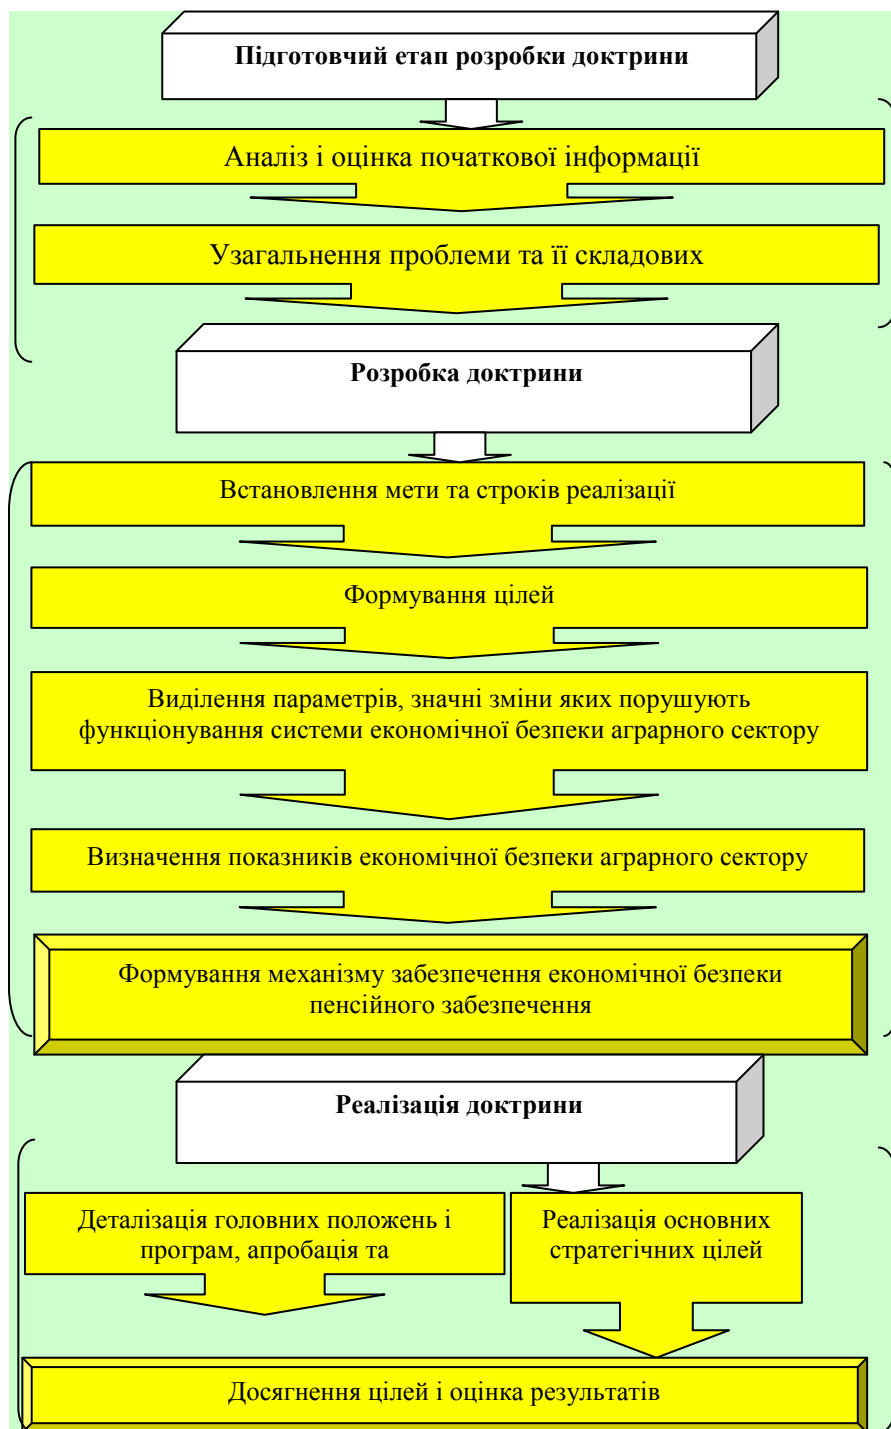 Підготовчий етап розробки доктрини
Аналіз і оцінка початкової інформації
Узагальнення проблеми та її складових
Розробка доктрини
Встановлення мети та строків реалізації
Формування цілей
Виділення параметрів, значні зміни яких порушують
функціонування системи економічної безпеки аграрного сектору
Визначення показників економічної безпеки аграрного сектору
Формування механізму забезпечення економічної безпеки
пенсійного забезпечення
Реалізація доктрини
Деталізація головних положень і
програм, апробація та
Реалізація основних
стратегічних цілей
Досягнення цілей і оцінка результатів